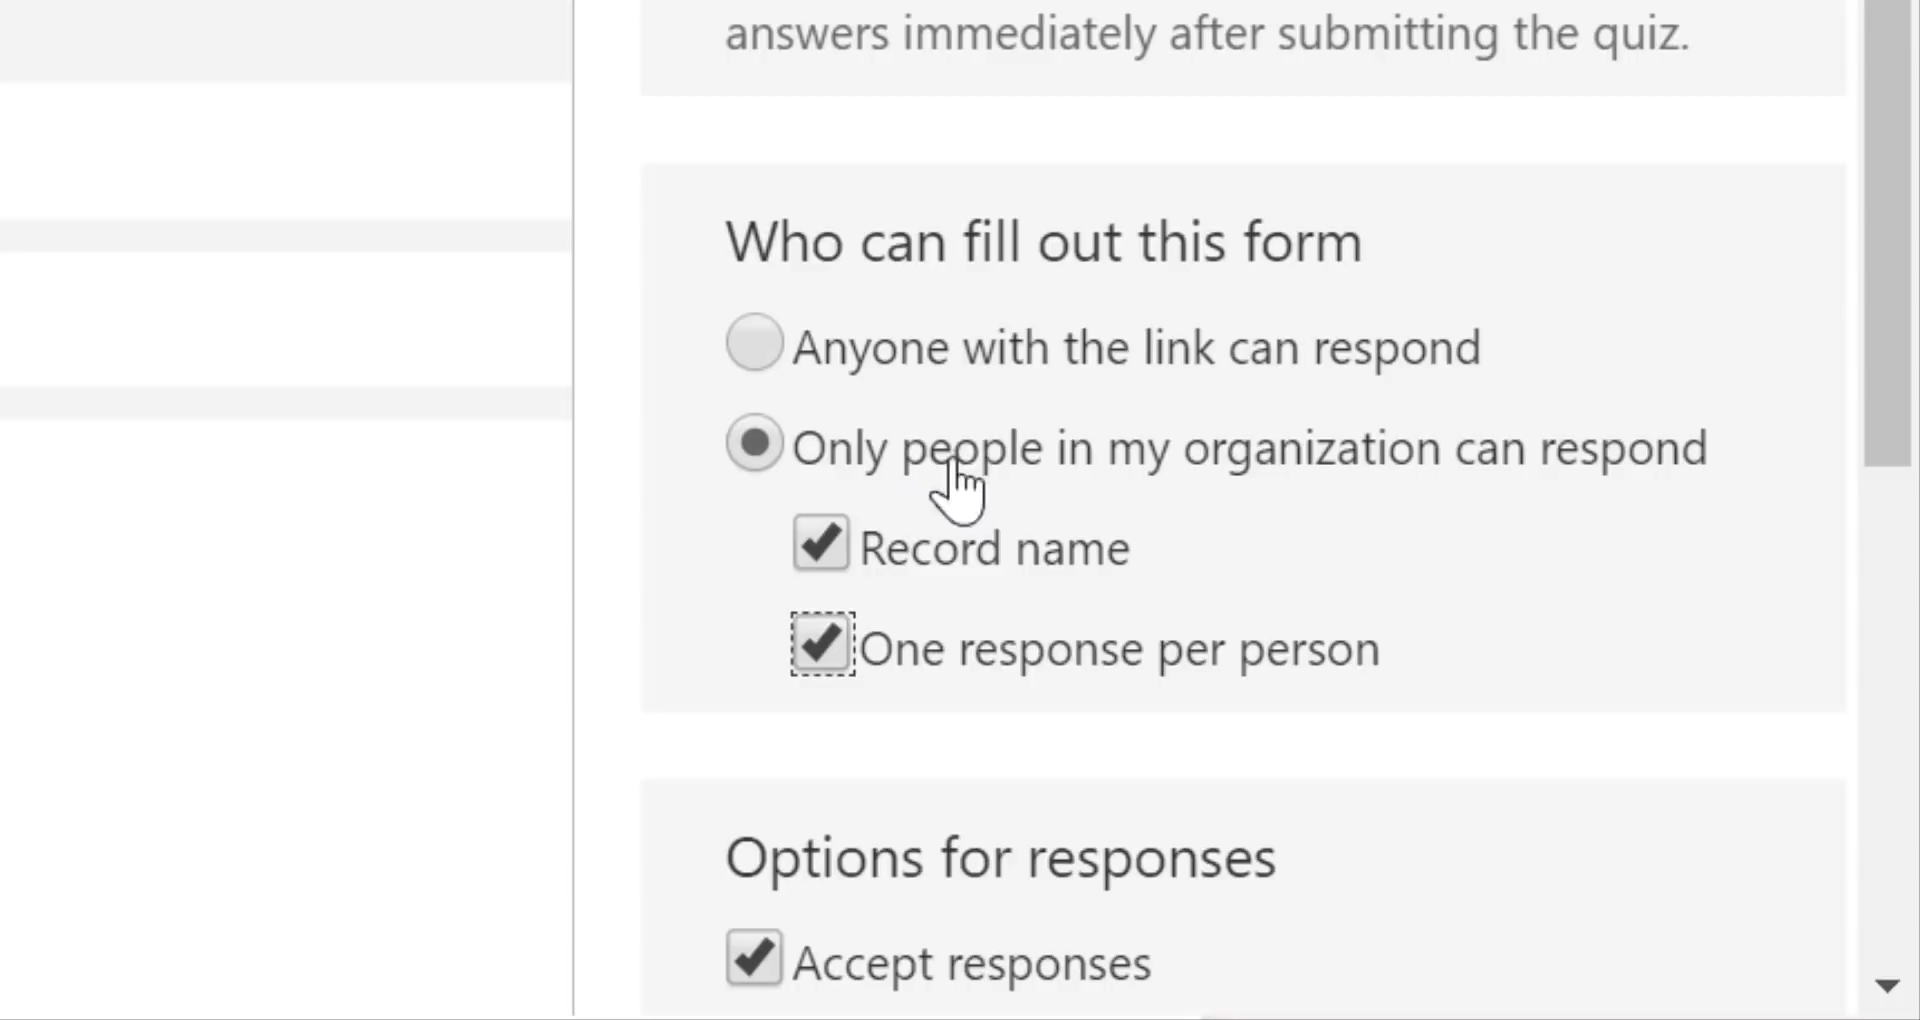 answers immediately after submitting the quiz.
Who can fill out this form
Anyone with the link can respond
Only people in my organization can respond
Record name
One response per person
Options for responses
Accept responses